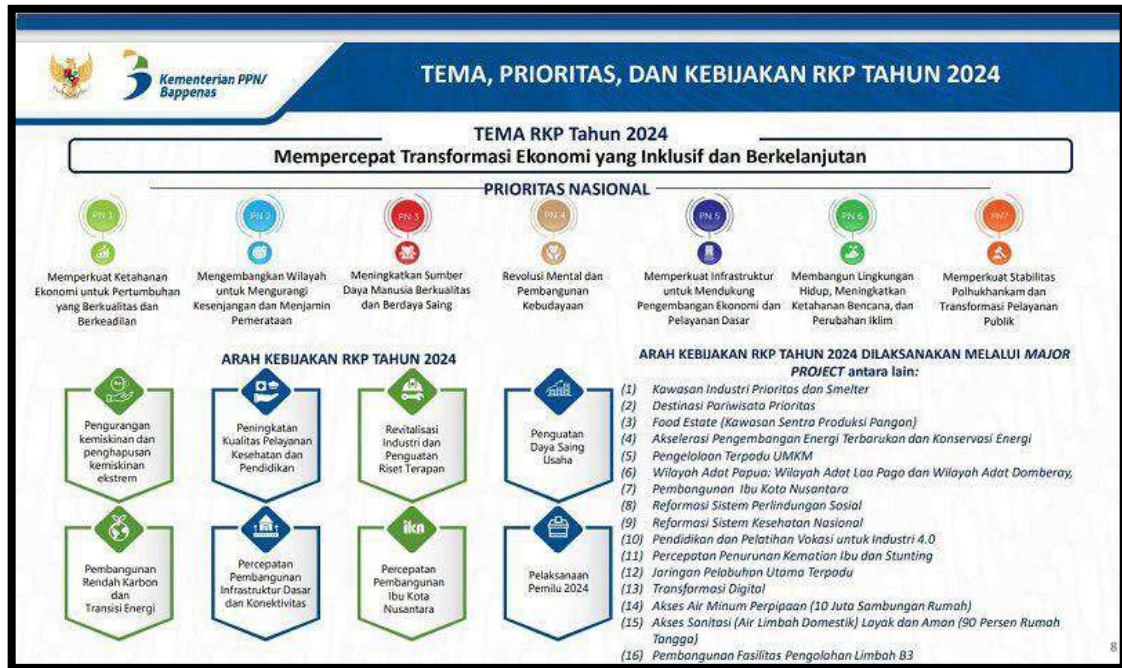 Kementerian PPN/
Bappenas
TEMA, PRIORITAS, DAN KEBIJAKAN RKP TAHUN 2024
TEMA RKP Tahun 2024
Mempercepat Transformasi Ekonomi yang Inklusif dan Berkelanjutan
PRIORITAS NASIONAL
PN 1
Memperkuat Ketahanan
Ekonomi untuk Pertumbuhan
yang Berkualitas dan
Berkeadilan
PN 2
Mengembangkan Wilayah
untuk Mengurangi
Kesenjangan dan Menjamin
Pemerataan
PN 3
Meningkatkan Sumber
Daya Manusia Berkualitas
dan Berdaya Saing
PN 4
Revolusi Mental dan
Pembangunan
Kebudayaan
PN 5
Memperkuat Infrastruktur
untuk Mendukung
Pengembangan Ekonomi dan
Pelayanan Dasar
PN 6
Membangun Lingkungan
Hidup, Meningkatkan
Ketahanan Bencana, dan
Perubahan Iklim
PN7
Memperkuat Stabilitas
Polhukhankam dan
Transformasi Pelayanan
Publik
ARAH KEBIJAKAN RKP TAHUN 2024
Pengurangan
kemiskinan dan
penghapusan
kemiskinan
ekstrem
Peningkatan
Kualitas Pelayanan
Kesehatan dan
Pendidikan
Revitalisasi
Industri dan
Penguatan
Riset Terapan
Penguatan
Daya Saing
Usaha
Pembangunan
Rendah Karbon
dan
Transisi Energi
Percepatan
Pembangunan
Infrastruktur Dasar
dan Konektivitas
ikn
Percepatan
Pembangunan
Ibu Kota
Nusantara
Pelaksanaan
Pemilu 2024
ARAH KEBIJAKAN RKP TAHUN 2024 DILAKSANAKAN MELALUI MAJOR
PROJECT antara lain:
(1) Kawasan Industri Prioritas dan Smelter
(2) Destinasi Pariwisata Prioritas
(3) Food Estate (Kawasan Sentra Produksi Pangan)
(4) Akselerasi Pengembangan Energi Terbarukan dan Konservasi Energi
(5) Pengelolaan Terpadu UMKM
(6) Wilayah Adat Papua: Wilayah Adat Laa Pago dan Wilayah Adat Domberay,
(7) Pembangunan Ibu Kota Nusantara
(8) Reformasi Sistem Perlindungan Sosial
(9) Reformasi Sistem Kesehatan Nasional
(10) Pendidikan dan Pelatihan Vokasi untuk Industri 4.0
(11) Percepatan Penurunan Kematian Ibu dan Stunting
(12) Jaringan Pelabuhan Utama Terpadu
(13) Transformasi Digital
(14) Akses Air Minum Perpipaan (10 Juta Sambungan Rumah)
(15) Akses Sanitasi (Air Limbah Domestik) Layak dan Aman (90 Persen Rumah
Tangga)
(16) Pembangunan Fasilitas Pengolahan Limbah B3
8